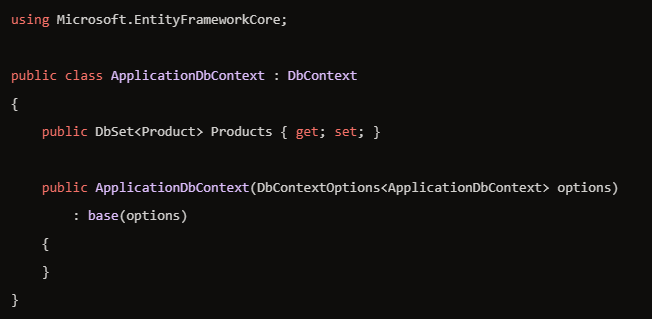 using Microsoft.EntityFrameworkCore;
public class ApplicationDbContext : DbContext
{
    public DbSet<Product> Products { get; set; }
    public ApplicationDbContext(DbContextOptions<ApplicationDbContext> options)
        : base(options)
    {
    }
}